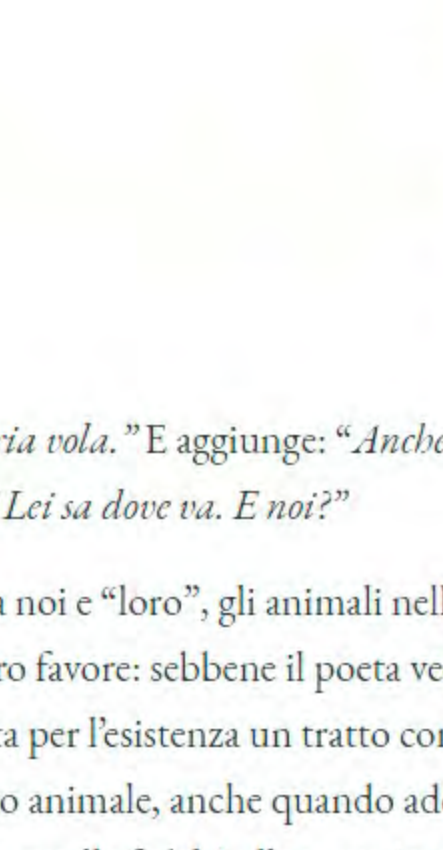 ria vola.” E aggiunge: “Anche
Lei sa dove va. E noi?”
a noi e “loro”, gli animali nell
ro favore: sebbene il poeta ve
ta per l’esistenza un tratto co
o animale, anche quando ad